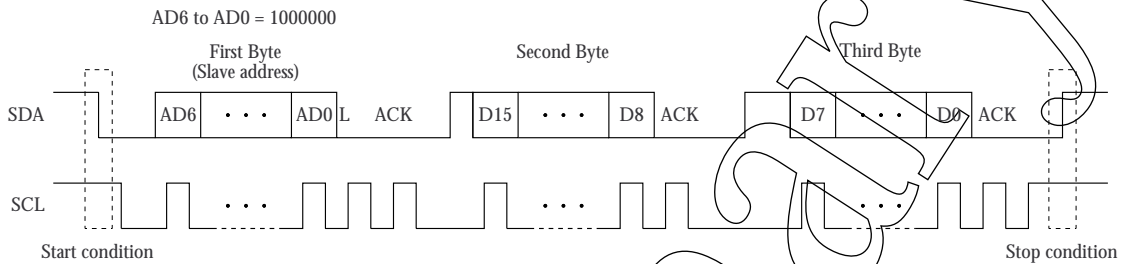 AD6 to AD0 = 1000000
First Byte
(Slave address)
Second Byte
Third Byte
SDA AD6 • • • AD0 L ACK D15 • • • D8 ACK D7 • • • D0 ACK
SCL • • • • • • • • •
Start condition Stop condition